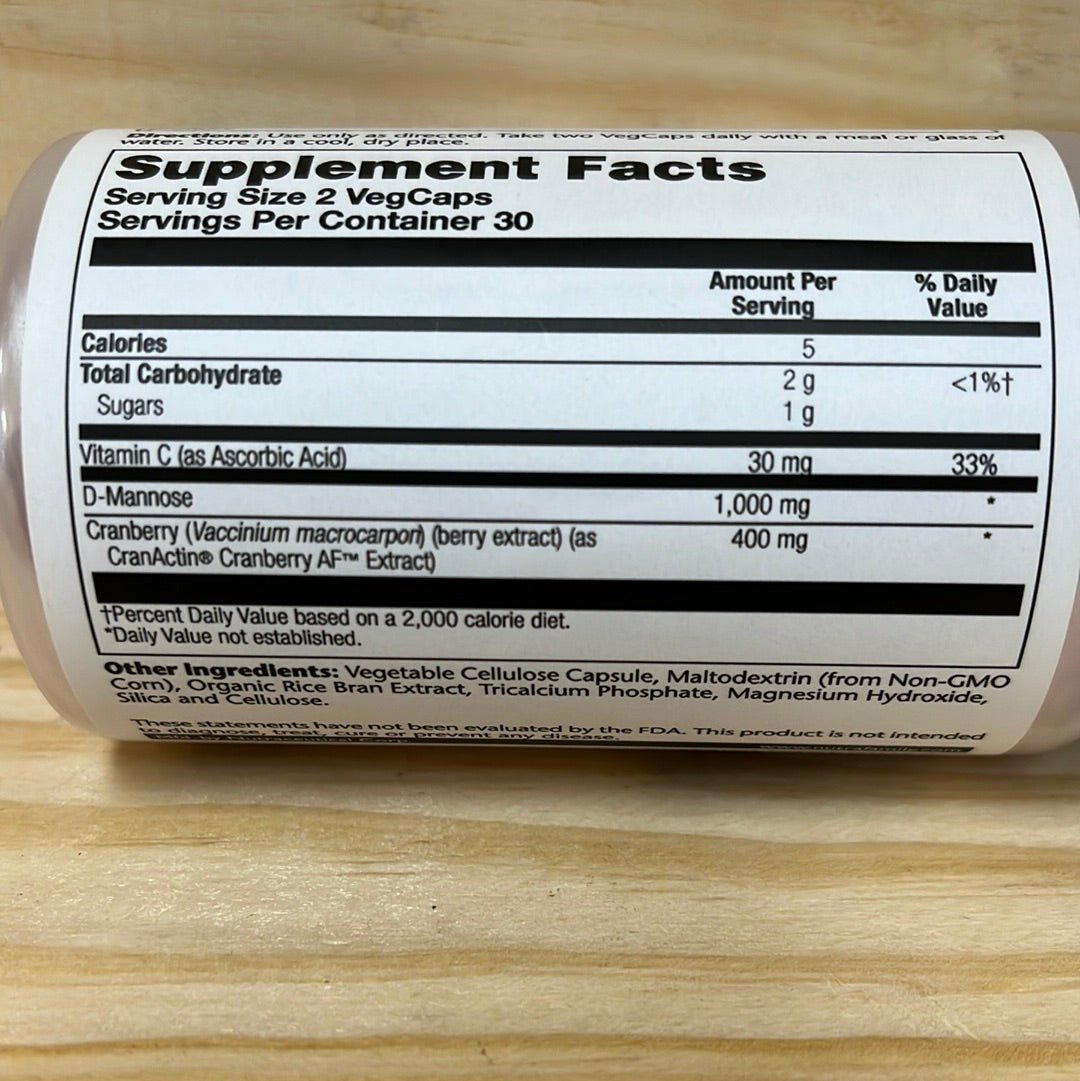 Directions: Use only as directed. Take two VegCaps daily with a meal or glass of
water. Store in a cool, dry place.
Supplement Facts
Serving Size 2 VegCaps
Servings Per Container 30
Amount Per Serving % Daily Value
Calories 5
Total Carbohydrate 2 g <1%†
Sugars 1 g
Vitamin C (as Ascorbic Acid) 30 mg 33%
D-Mannose 1,000 mg *
Cranberry (Vaccinium macrocarpon) (berry extract) (as 400 mg *
CranActin® Cranberry AF™ Extract)
†Percent Daily Value based on a 2,000 calorie diet.
*Daily Value not established.
Other Ingredients: Vegetable Cellulose Capsule, Maltodextrin (from Non-GMO
Corn), Organic Rice Bran Extract, Tricalcium Phosphate, Magnesium Hydroxide,
Silica and Cellulose.
These statements have not been evaluated by the FDA. This product is not intended
to diagnose, treat, cure or prevent any disease.